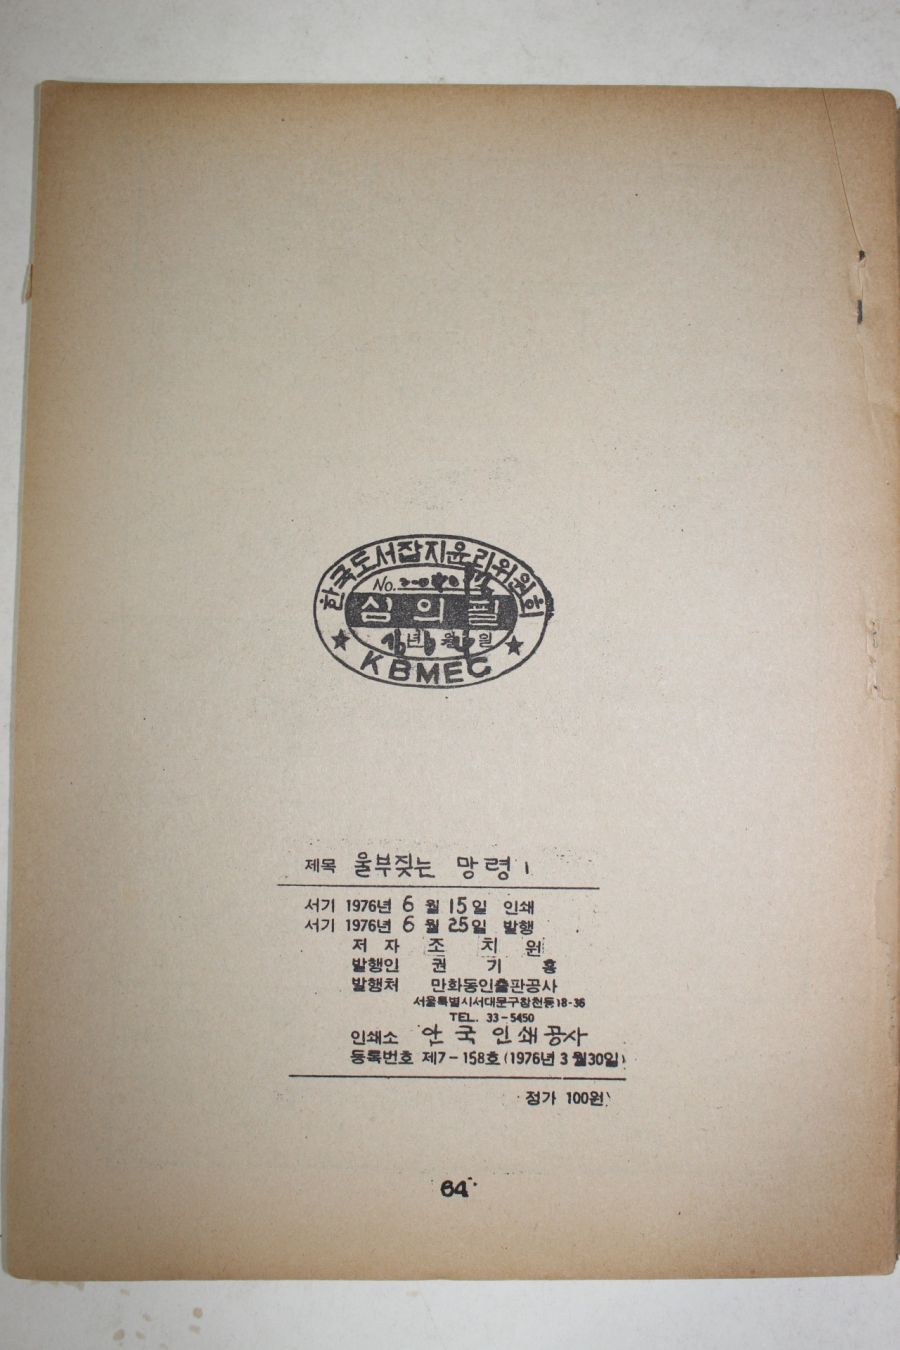 한국도서잡지윤리위원회
No.
심의필
년 월 일
KBMEC
제목 울부짖는 망령 1
서기 1976년 6월 15일 인쇄
서기 1976년 6월 25일 발행
저자 조치원
발행인 권기흥
발행처 만화동인출판공사
서울특별시서대문구창천동18-36
TEL. 33-5450
인쇄소 안국인쇄공사
등록번호 제7-158호(1976년 3월30일)
정가 100원
64